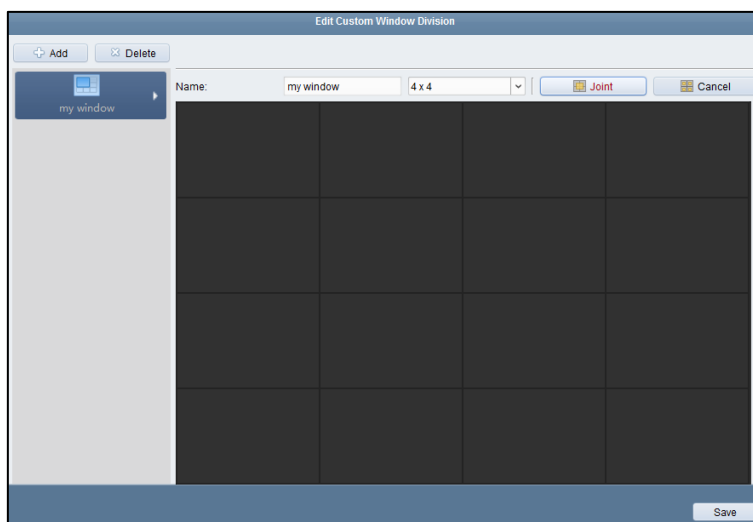 Edit Custom Window Division
Add Delete
my window
Name: my window 4 x 4 Joint Cancel
Save